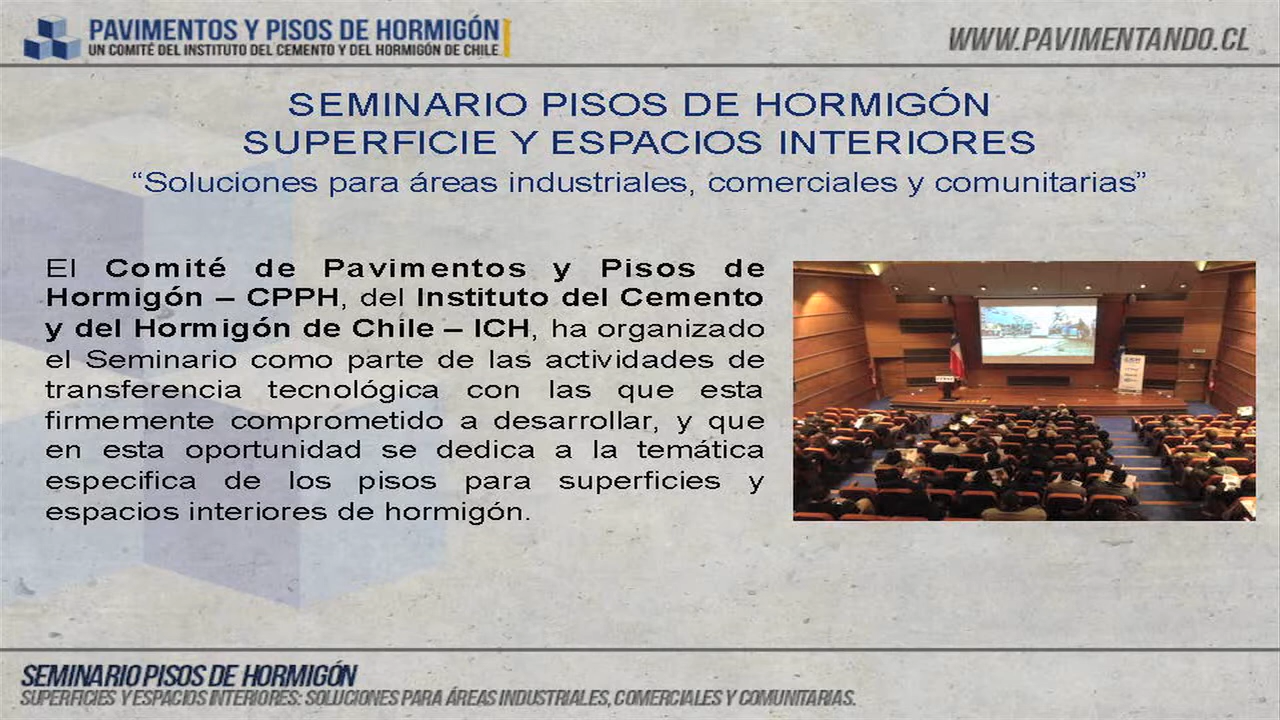 PAVIMENTOS Y PISOS DE HORMIGÓN
UN COMITÉ DEL INSTITUTO DEL CEMENTO Y DEL HORMIGÓN DE CHILE
WWW.PAVIMENTANDO.CL
SEMINARIO PISOS DE HORMIGÓN
SUPERFICIE Y ESPACIOS INTERIORES
“Soluciones para áreas industriales, comerciales y comunitarias”
El Comité de Pavimentos y Pisos de
Hormigón – CPPH, del Instituto del Cemento
y del Hormigón de Chile – ICH, ha organizado
el Seminario como parte de las actividades de
transferencia tecnológica con las que esta
firmemente comprometido a desarrollar, y que
en esta oportunidad se dedica a la temática
especifica de los pisos para superficies y
espacios interiores de hormigón.
SEMINARIO PISOS DE HORMIGÓN
SUPERFICIES Y ESPACIOS INTERIORES: SOLUCIONES PARA ÁREAS INDUSTRIALES, COMERCIALES Y COMUNITARIAS.